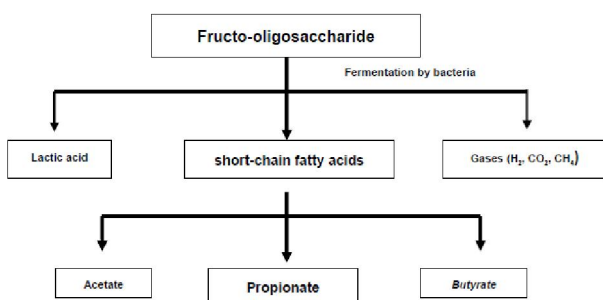 Fructo-oligosaccharide
Fermentation by bacteria
Lactic acid
short-chain fatty acids
Gases (H₂, CO₂, CH₄)
Acetate
Propionate
Butyrate